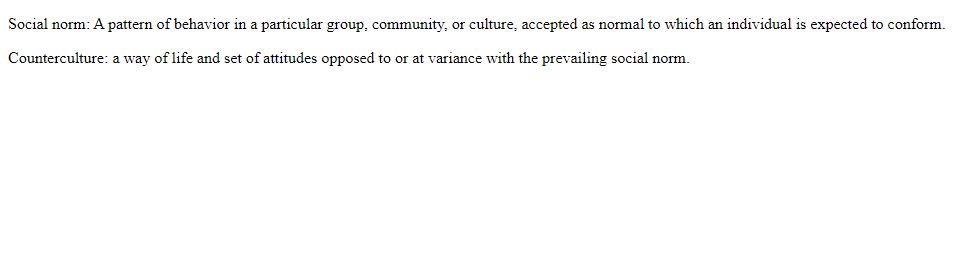 Social norm: A pattern of behavior in a particular group, community, or culture, accepted as normal to which an individual is expected to conform.
Counterculture: a way of life and set of attitudes opposed to or at variance with the prevailing social norm.